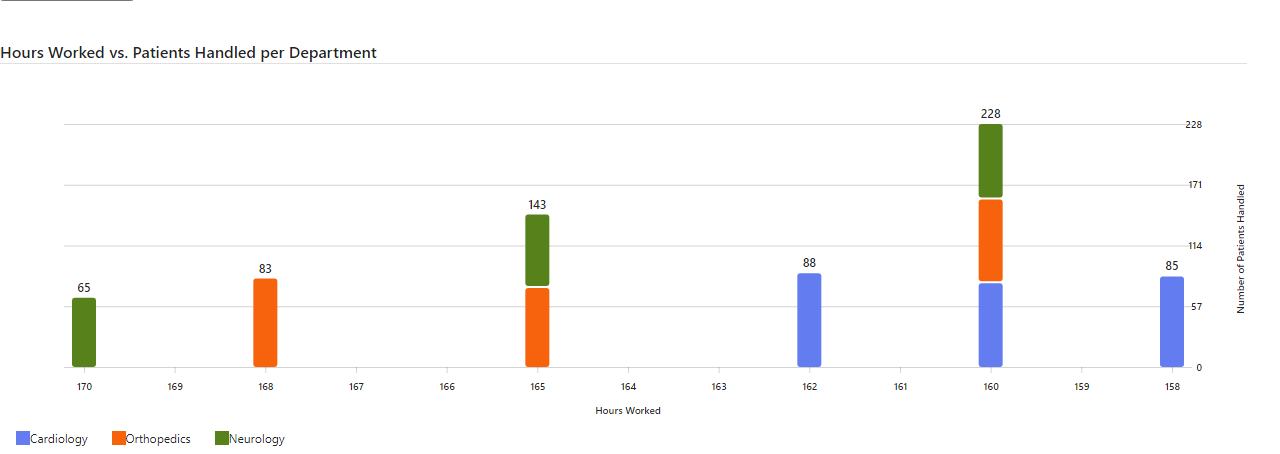 Hours Worked vs. Patients Handled per Department
228
228
171
143
Number of Patients Handled
114
88
85
83
65
57
0
170 169 168 167 166 165 164 163 162 161 160 159 158
Hours Worked
Cardiology Orthopedics Neurology